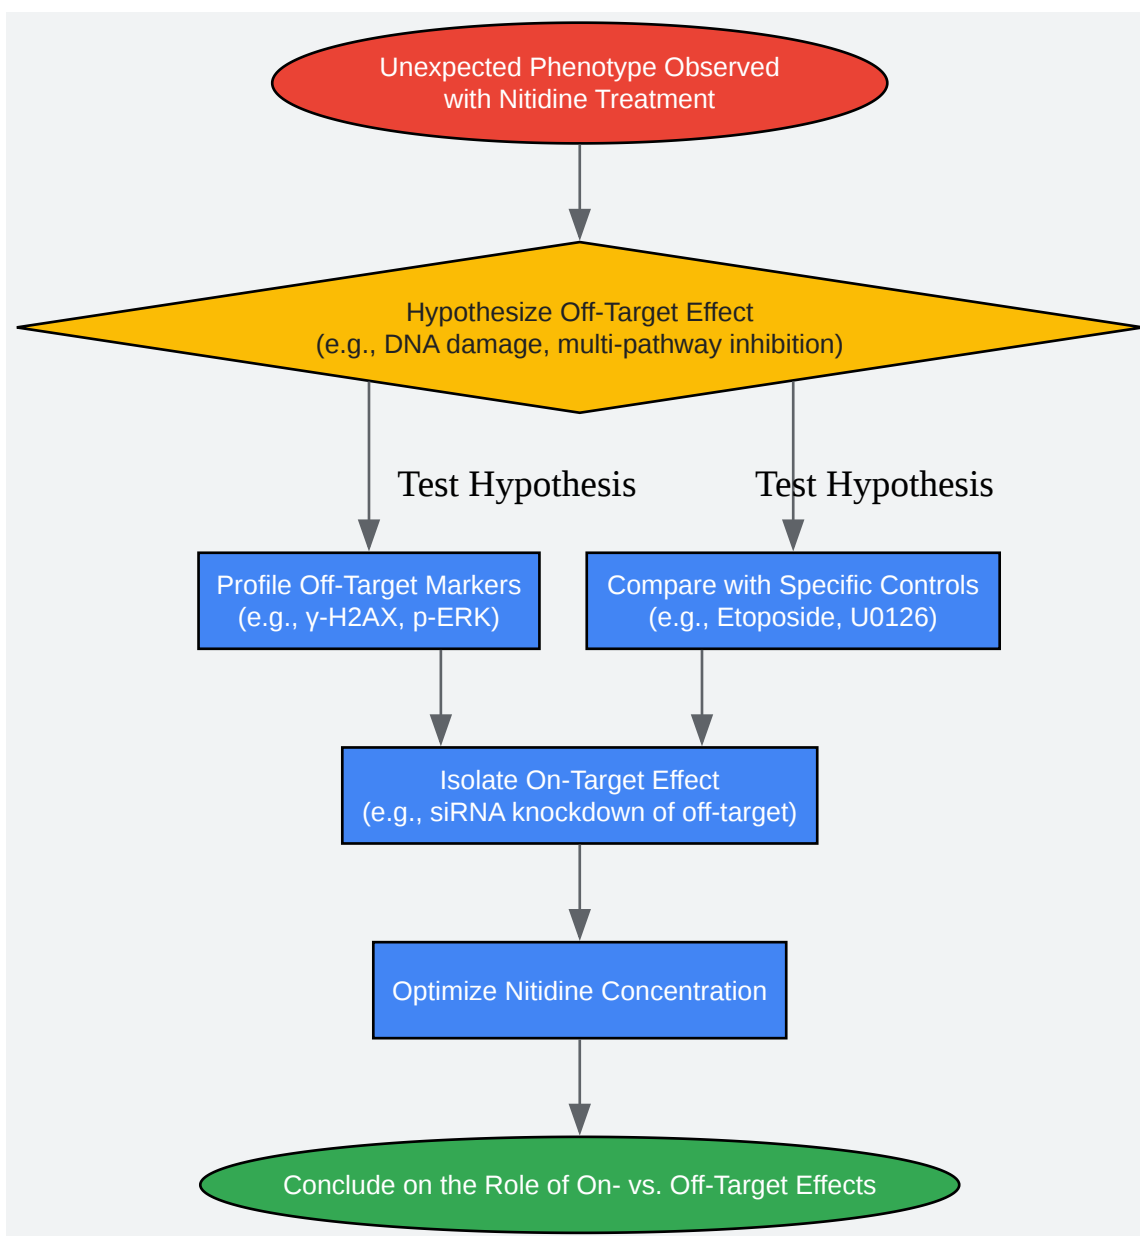 Unexpected Phenotype Observed
with Nitidine Treatment
Hypothesize Off-Target Effect
(e.g., DNA damage, multi-pathway inhibition)
Test Hypothesis
Test Hypothesis
Profile Off-Target Markers
(e.g., γ-H2AX, p-ERK)
Compare with Specific Controls
(e.g., Etoposide, U0126)
Isolate On-Target Effect
(e.g., siRNA knockdown of off-target)
Optimize Nitidine Concentration
Conclude on the Role of On- vs. Off-Target Effects